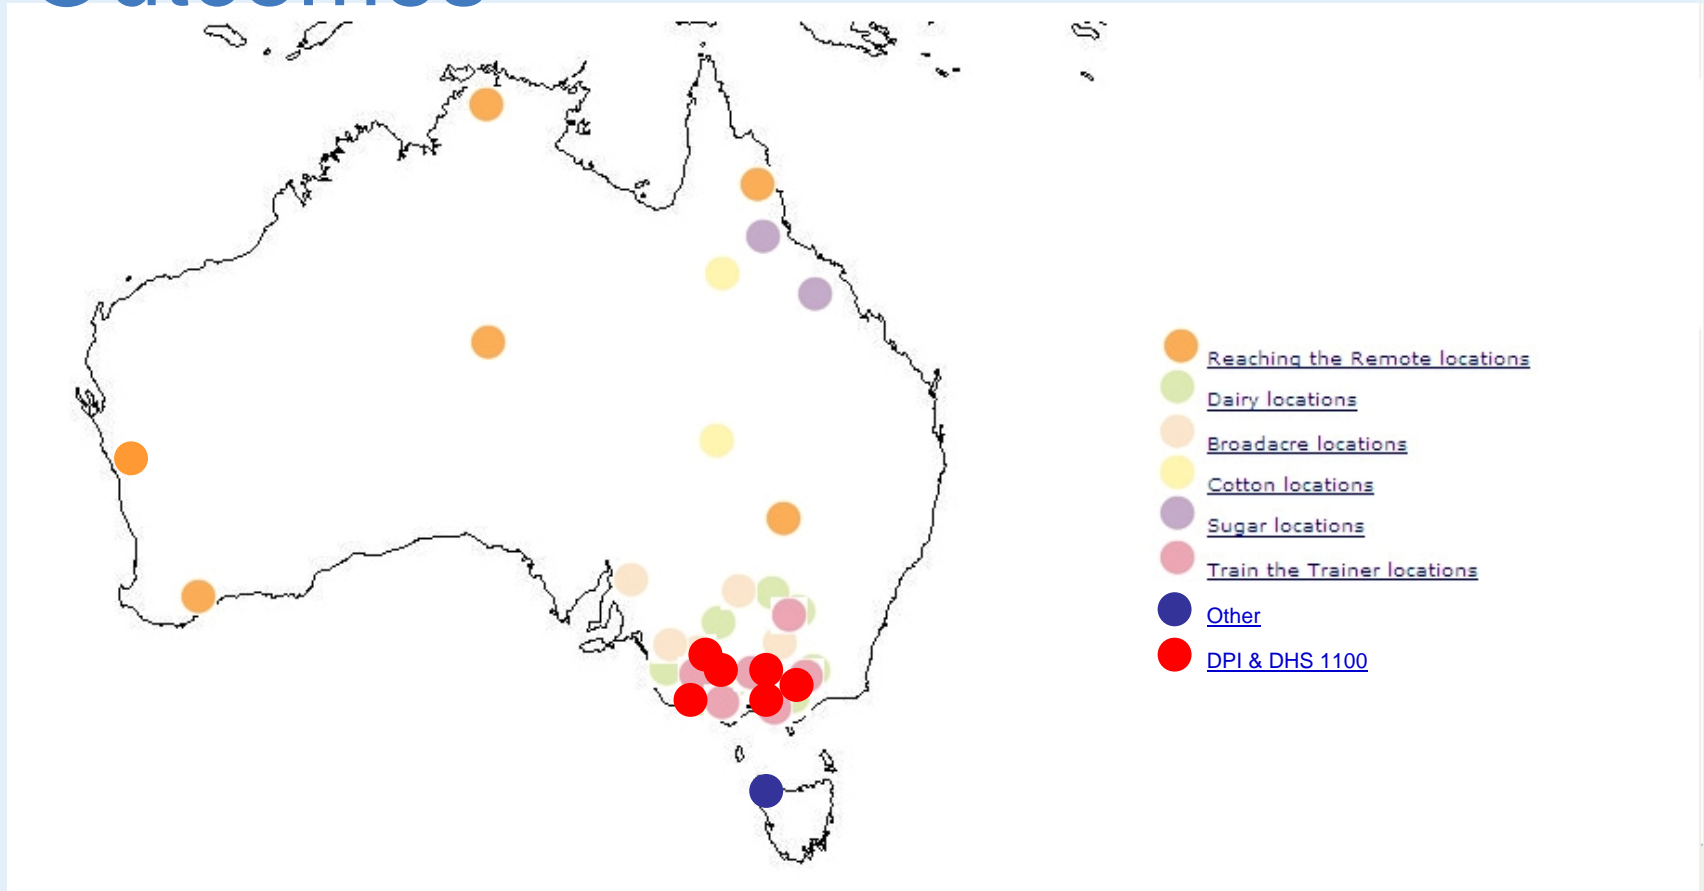 Outcomes
Reaching the Remote locations
Dairy locations
Broadacre locations
Cotton locations
Sugar locations
Train the Trainer locations
Other
DPI & DHS 1100